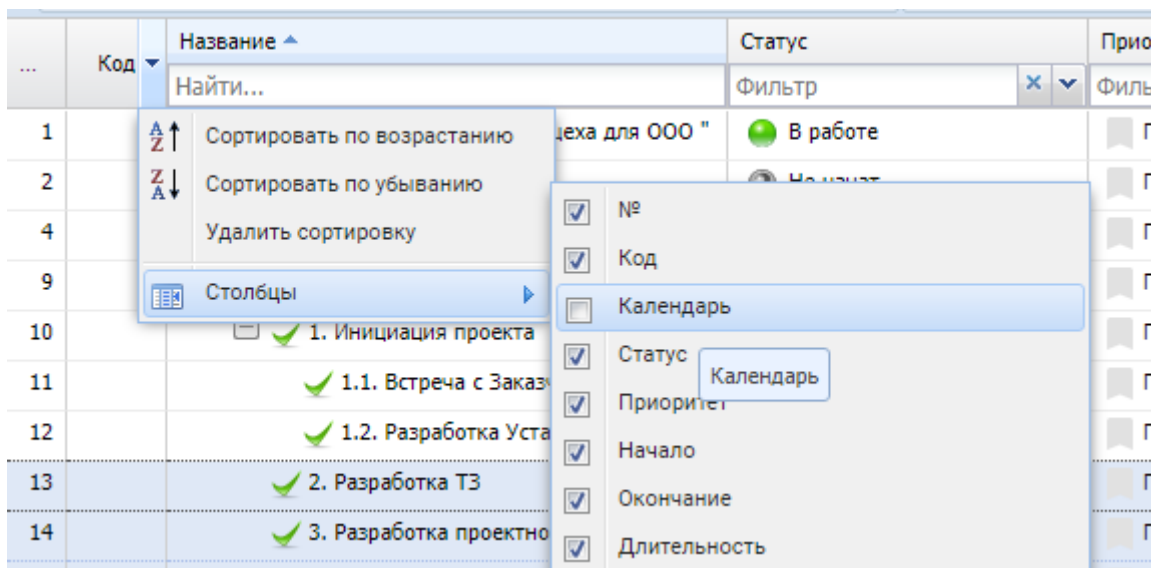 Название Статус Прио
... Код
Найти... Фильтр Филь
1 цеха для ООО " В работе
Сортировать по возрастанию
2
Сортировать по убыванию
№
4
Удалить сортировку
Код
9
Столбцы
Календарь
10 1. Инициация проекта
Статус
Календарь
11 1.1. Встреча с Заказч
Приоритет
12 1.2. Разработка Уста
Начало
13 2. Разработка ТЗ
Окончание
14 3. Разработка проектно
Длительность